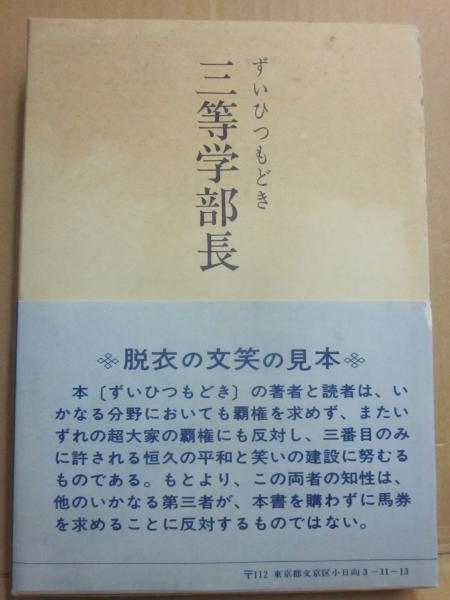 ずいひつもどき
三等学部長
脱衣の文笑の見本
本〔ずいひつもどき〕の著者と読者は、い
かなる分野においても覇権を求めず、またい
ずれの超大家の覇権にも反対し、三番目のみ
に許される恒久の平和と笑いの建設に努むる
ものである。もとより、この両者の知性は、
他のいかなる第三者が、本書を購わずに馬券
を求めることに反対するものではない。
〒112 東京都文京区小日向3-11-13